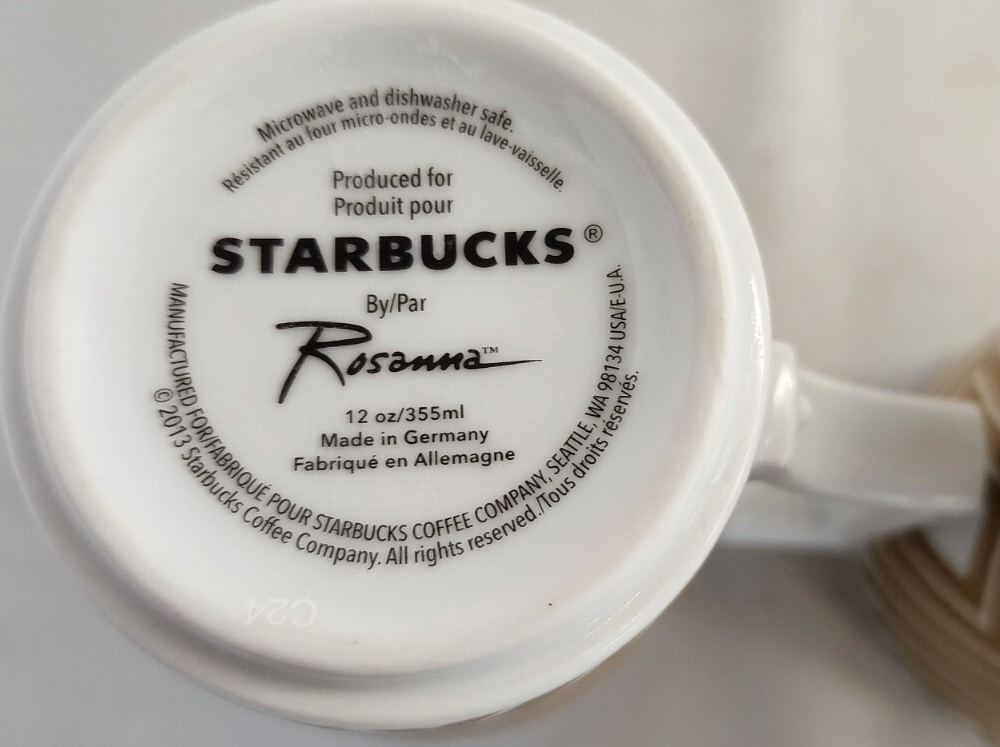 Microwave and dishwasher safe.
Résistant au four micro-ondes et au lave-vaisselle.
Produced for
Produit pour
STARBUCKS®
By/Par
Rosanna™
12 oz/355ml
Made in Germany
Fabriqué en Allemagne
MANUFACTURED FOR/FABRIQUÉ POUR STARBUCKS COFFEE COMPANY, SEATTLE, WA 98134 USA/E-U.A.
© 2013 Starbucks Coffee Company. All rights reserved./Tous droits réservés.
C24